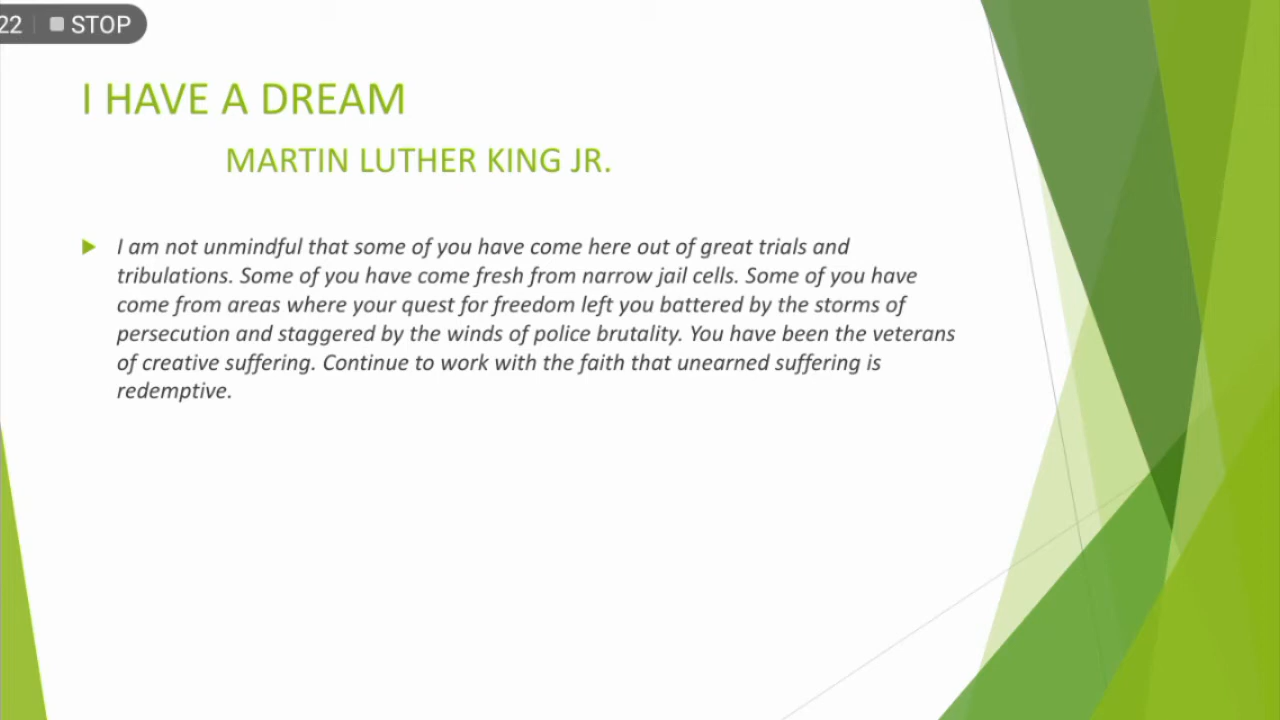 22
STOP
I HAVE A DREAM
MARTIN LUTHER KING JR.
I am not unmindful that some of you have come here out of great trials and
tribulations. Some of you have come fresh from narrow jail cells. Some of you have
come from areas where your quest for freedom left you battered by the storms of
persecution and staggered by the winds of police brutality. You have been the veterans
of creative suffering. Continue to work with the faith that unearned suffering is
redemptive.